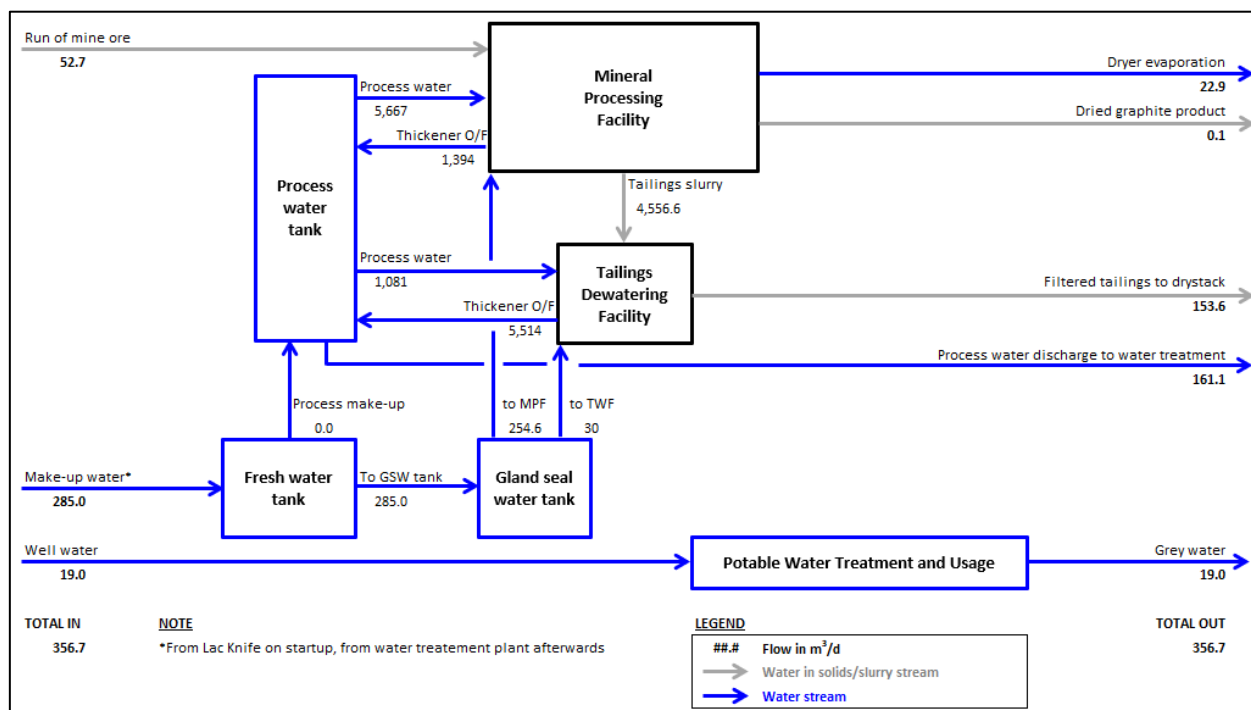 Run of mine ore
52.7
Mineral
Processing
Facility
Dryer evaporation
22.9
Dried graphite product
0.1
Process water
5,667
Thickener O/F
1,394
Process
water
tank
Tailings slurry
4,556.6
Process water
1,081
Thickener O/F
5,514
Tailings
Dewatering
Facility
Filtered tailings to drystack
153.6
Process water discharge to water treatment
161.1
Process make-up
0.0
to MPF
254.6
to TWF
30
Make-up water*
285.0
Fresh water
tank
To GSW tank
285.0
Gland seal
water tank
Well water
19.0
Potable Water Treatment and Usage
Grey water
19.0
TOTAL IN
356.7
NOTE
*From Lac Knife on startup, from water treatement plant afterwards
LEGEND
##.# Flow in m³/d
Water in solids/slurry stream
Water stream
TOTAL OUT
356.7